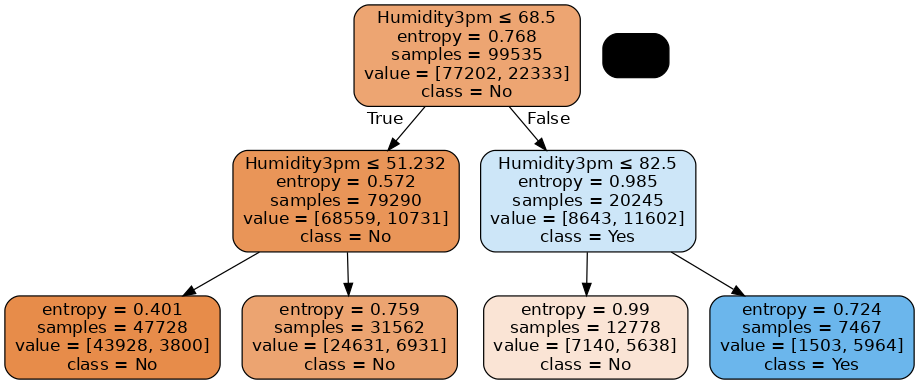 Humidity3pm ≤ 68.5
entropy = 0.768
samples = 99535
value = [77202, 22333]
class = No
True
False
Humidity3pm ≤ 51.232
entropy = 0.572
samples = 79290
value = [68559, 10731]
class = No
Humidity3pm ≤ 82.5
entropy = 0.985
samples = 20245
value = [8643, 11602]
class = Yes
entropy = 0.401
samples = 47728
value = [43928, 3800]
class = No
entropy = 0.759
samples = 31562
value = [24631, 6931]
class = No
entropy = 0.99
samples = 12778
value = [7140, 5638]
class = No
entropy = 0.724
samples = 7467
value = [1503, 5964]
class = Yes